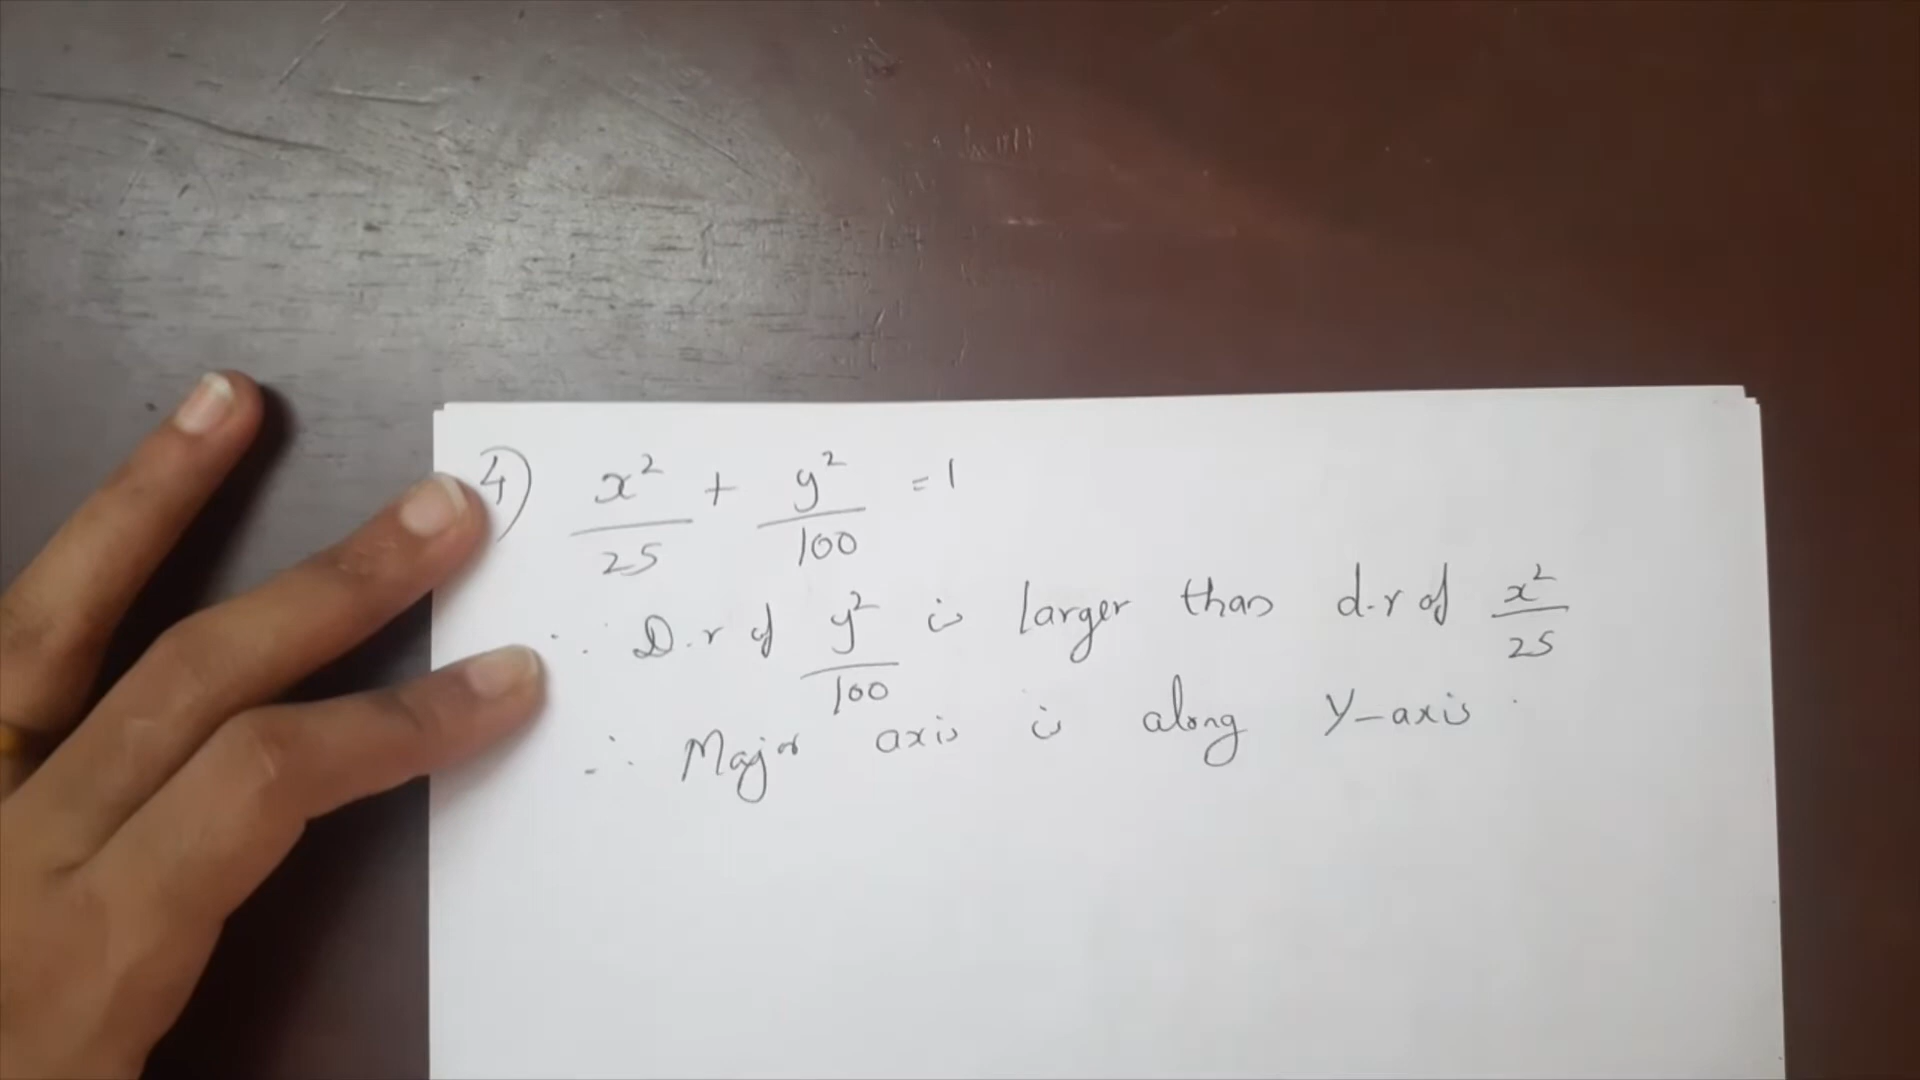 4) x²/25 + y²/100 = 1
∵ D.r of y²/100 is larger than d.r of x²/25
∴ Major axis is along Y-axis.